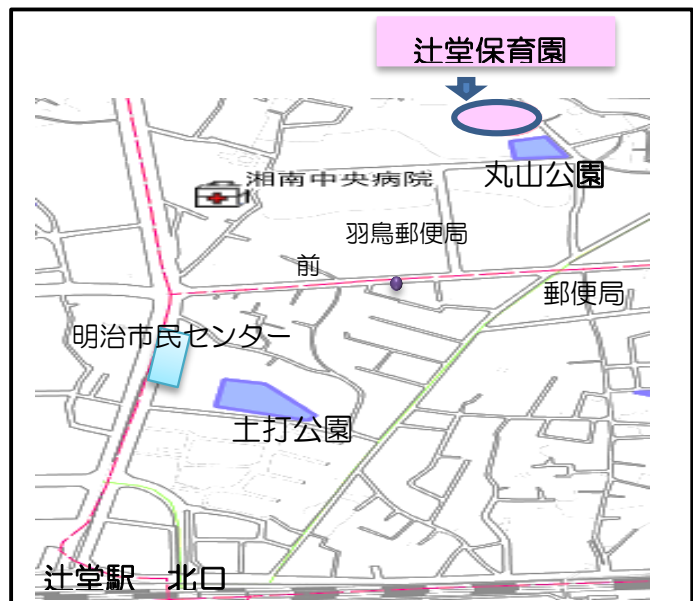 辻堂保育園
丸山公園
湘南中央病院
羽鳥郵便局
前
郵便局
明治市民センター
土打公園
辻堂駅　北口